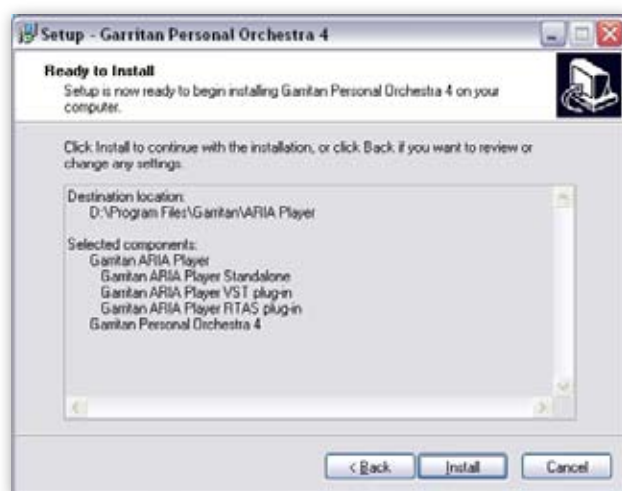 Setup - Garritan Personal Orchestra 4
Ready to Install
Setup is now ready to begin installing Garritan Personal Orchestra 4 on your
computer.
Click Install to continue with the installation, or click Back if you want to review or
change any settings.
Destination location:
D:\Program Files\Garritan\ARIA Player
Selected components:
Garritan ARIA Player
Garritan ARIA Player Standalone
Garritan ARIA Player VST plug-in
Garritan ARIA Player RTAS plug-in
Garritan Personal Orchestra 4
< Back
Install
Cancel